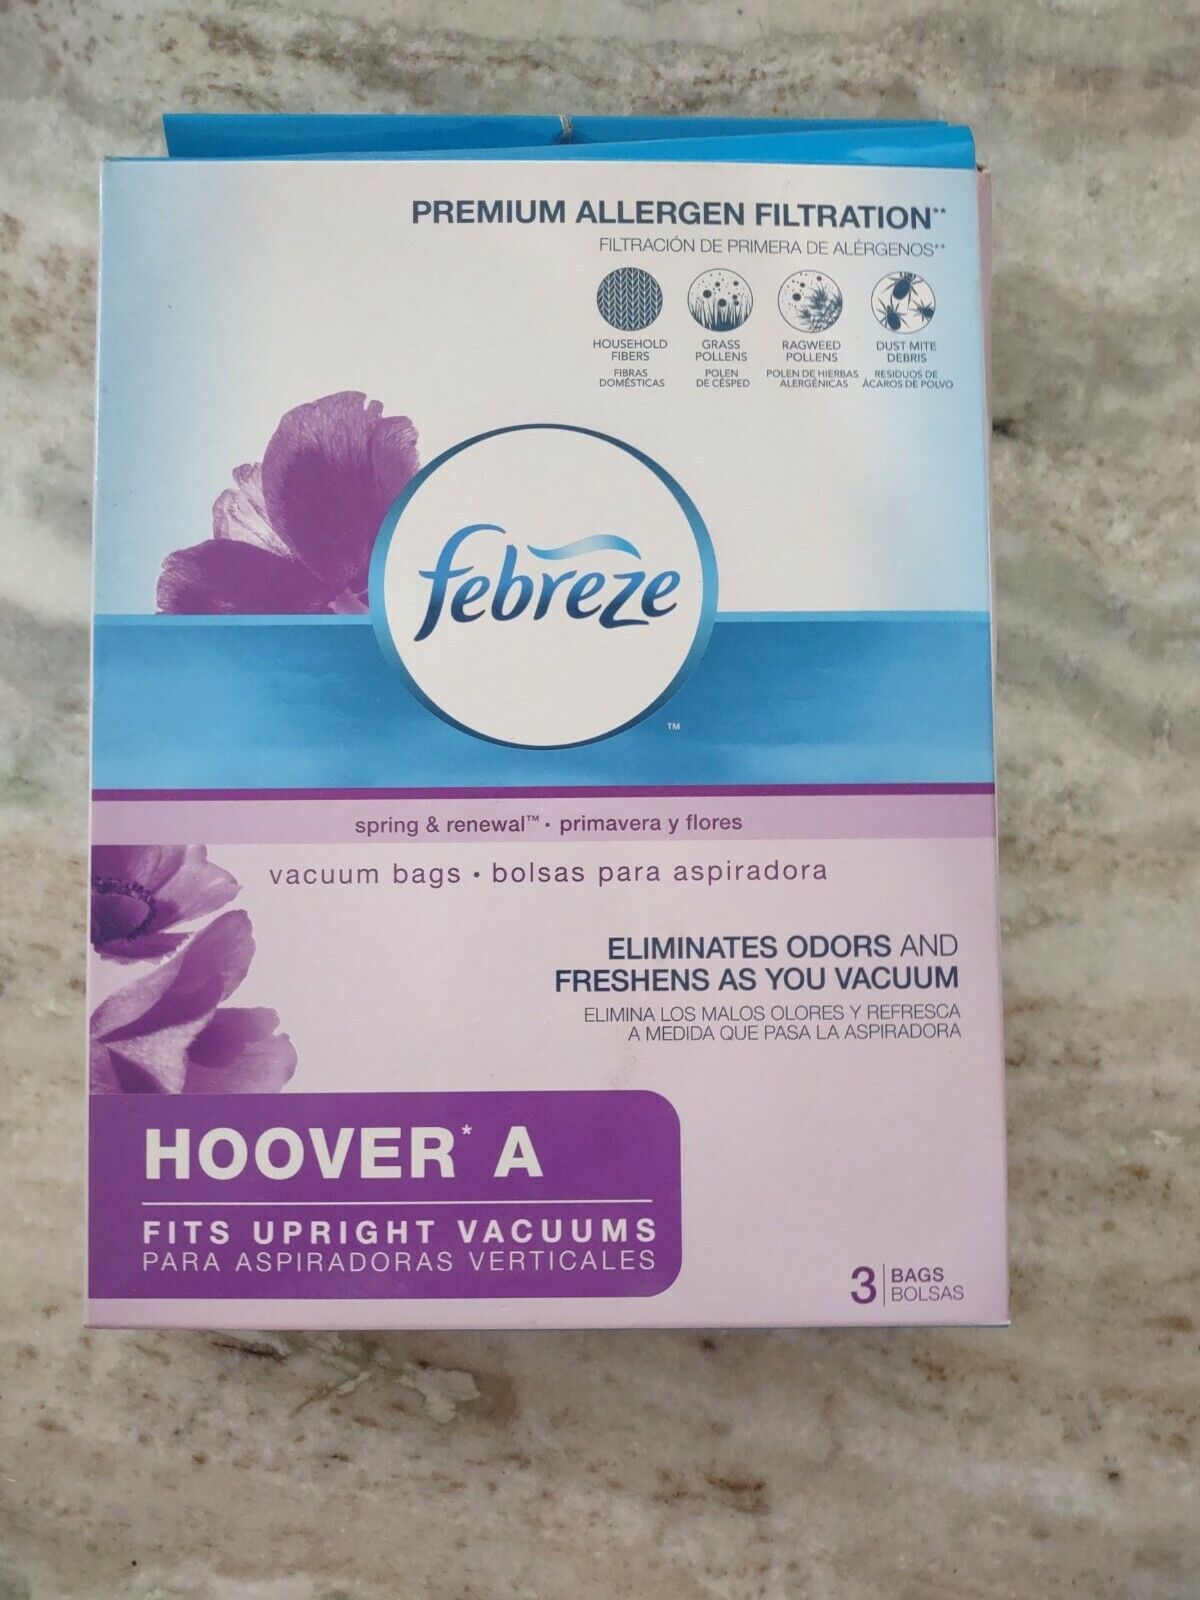 PREMIUM ALLERGEN FILTRATION**
FILTRACIÓN DE PRIMERA DE ALÉRGENOS**
HOUSEHOLD
FIBERS
FIBRAS
DOMÉSTICAS
GRASS
POLLENS
POLEN
DE CÉSPED
RAGWEED
POLLENS
POLEN DE HIERBAS
ALERGÉNICAS
DUST MITE
DEBRIS
RESIDUOS DE
ÁCAROS DE POLVO
febreze
TM
spring & renewal™ • primavera y flores
vacuum bags • bolsas para aspiradora
ELIMINATES ODORS AND
FRESHENS AS YOU VACUUM
ELIMINA LOS MALOS OLORES Y REFRESCA
A MEDIDA QUE PASA LA ASPIRADORA
HOOVER* A
FITS UPRIGHT VACUUMS
PARA ASPIRADORAS VERTICALES
3 BAGS
BOLSAS